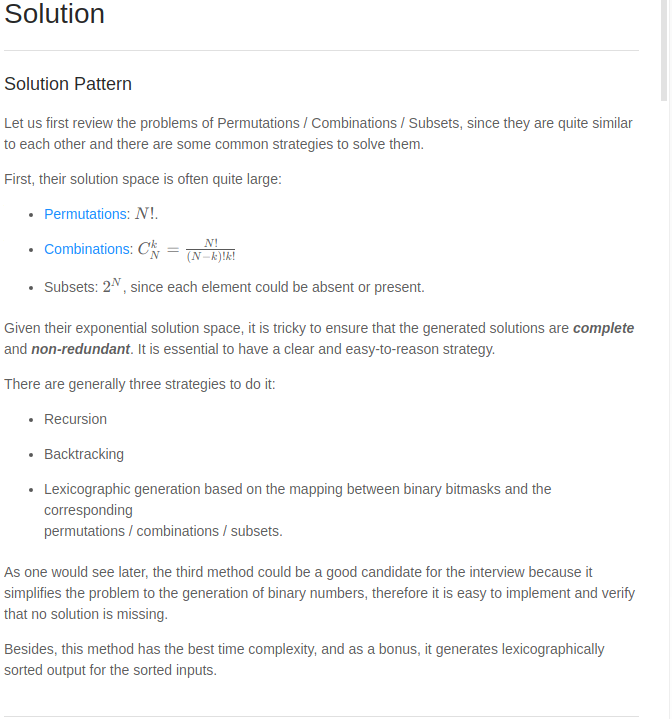 Solution
Solution Pattern
Let us first review the problems of Permutations / Combinations / Subsets, since they are quite similar
to each other and there are some common strategies to solve them.
First, their solution space is often quite large:
• Permutations: N!.
• Combinations: C_N^k = N! / (N−k)!k!
• Subsets: 2^N, since each element could be absent or present.
Given their exponential solution space, it is tricky to ensure that the generated solutions are complete
and non-redundant. It is essential to have a clear and easy-to-reason strategy.
There are generally three strategies to do it:
• Recursion
• Backtracking
• Lexicographic generation based on the mapping between binary bitmasks and the
corresponding
permutations / combinations / subsets.
As one would see later, the third method could be a good candidate for the interview because it
simplifies the problem to the generation of binary numbers, therefore it is easy to implement and verify
that no solution is missing.
Besides, this method has the best time complexity, and as a bonus, it generates lexicographically
sorted output for the sorted inputs.